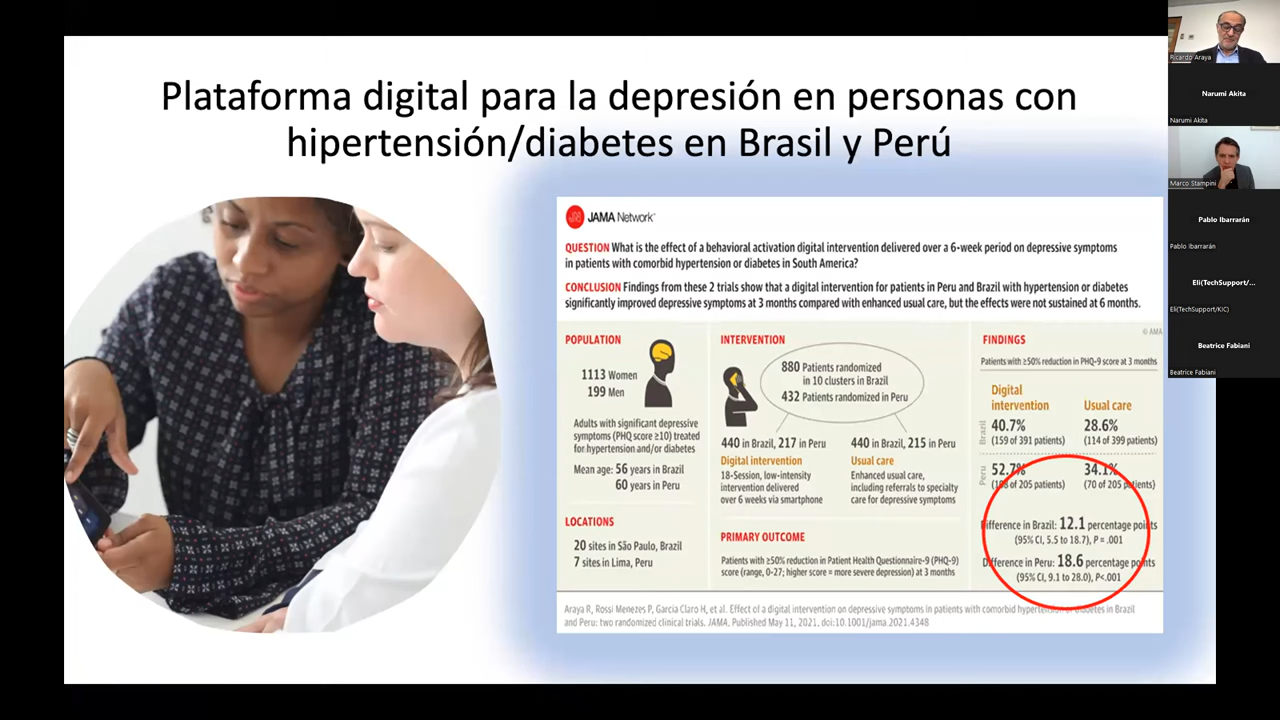 Plataforma digital para la depresión en personas con
hipertensión/diabetes en Brasil y Perú
JAMA Network
QUESTION What is the effect of a behavioral activation digital intervention delivered over a 6-week period on depressive symptoms
in patients with comorbid hypertension or diabetes in South America?
CONCLUSION Findings from these 2 trials show that a digital intervention for patients in Peru and Brazil with hypertension or diabetes
significantly improved depressive symptoms at 3 months compared with enhanced usual care, but the effects were not sustained at 6 months.
© AMA
POPULATION
1113 Women
199 Men
Adults with significant depressive
symptoms (PHQ score ≥10) treated
for hypertension and/or diabetes
Mean age: 56 years in Brazil
60 years in Peru
LOCATIONS
20 sites in São Paulo, Brazil
7 sites in Lima, Peru
INTERVENTION
880 Patients randomized
in 10 clusters in Brazil
432 Patients randomized in Peru
440 in Brazil, 217 in Peru
Digital intervention
18-Session, low-intensity
intervention delivered
over 6 weeks via smartphone
440 in Brazil, 215 in Peru
Usual care
Enhanced usual care,
including referrals to specialty
care for depressive symptoms
PRIMARY OUTCOME
Patients with ≥50% reduction in Patient Health Questionnaire-9 (PHQ-9)
score (range, 0-27; higher score = more severe depression) at 3 months
FINDINGS
Patients with ≥50% reduction in PHQ-9 score at 3 months
Digital
intervention
Usual care
Brazil
40.7%
28.6%
(159 of 391 patients)
(114 of 399 patients)
Peru
52.7%
34.1%
of 205 patients)
(70 of 205 patients)
Difference in Brazil: 12.1 percentage points
(95% CI, 5.5 to 18.7), P = .001
Difference in Peru: 18.6 percentage points
(95% CI, 9.1 to 28.0), P<.001
Araya R, Rossi Menezes P, Garcia Claro H, et al. Effect of a digital intervention on depressive symptoms in patients with comorbid hypertension or diabetes in Brazil
and Peru: two randomized clinical trials. JAMA. Published May 11, 2021. doi:10.1001/jama.2021.4348
Ricardo Araya
Narumi Akita
Narumi Akita
Marco Stampini
Pablo Ibarrarán
Pablo Ibarrarán
Eli(TechSupport/...
Eli(TechSupport/KIC)
Beatrice Fabiani
Beatrice Fabiani